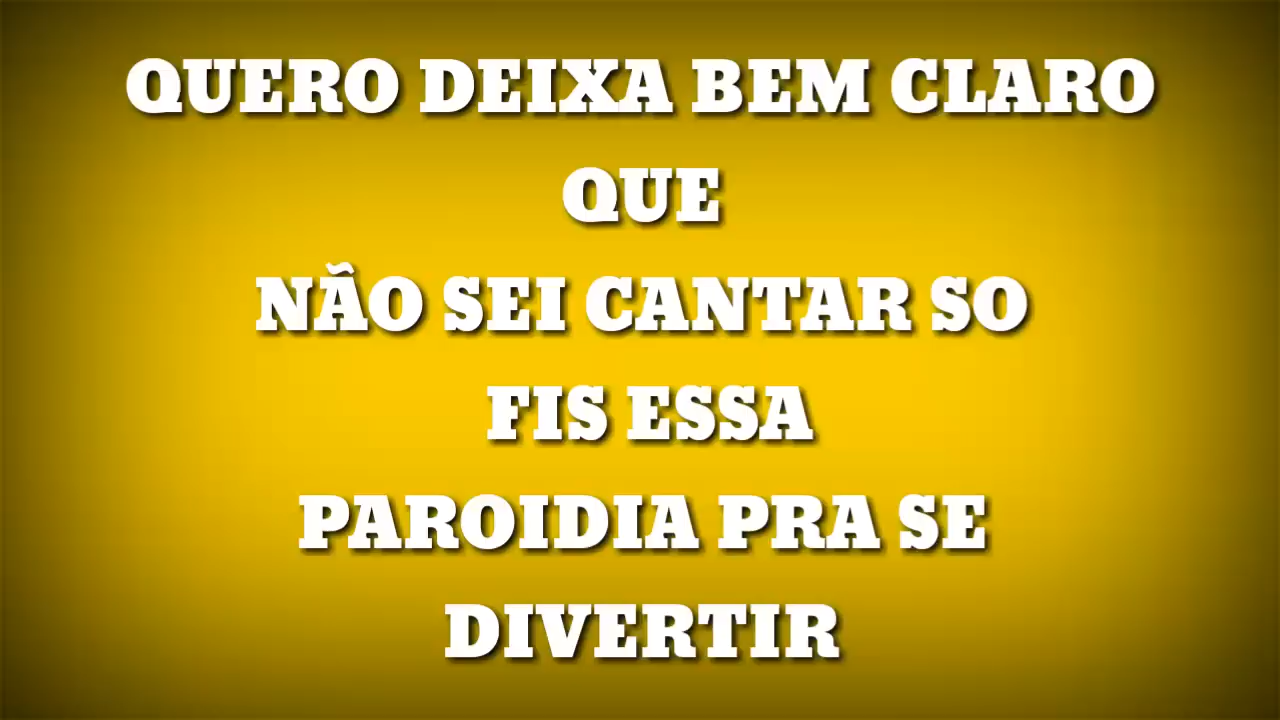 QUERO DEIXA BEM CLARO
QUE
NÃO SEI CANTAR SO
FIS ESSA
PAROIDIA PRA SE
DIVERTIR